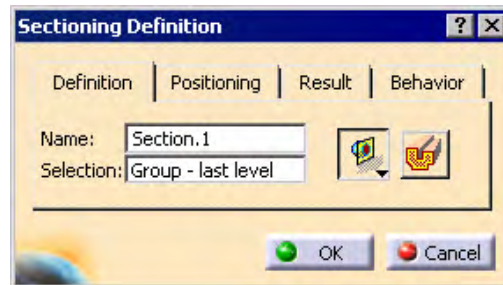 Sectioning Definition
Definition Positioning Result Behavior
Name: Section.1
Selection: Group - last level
OK Cancel